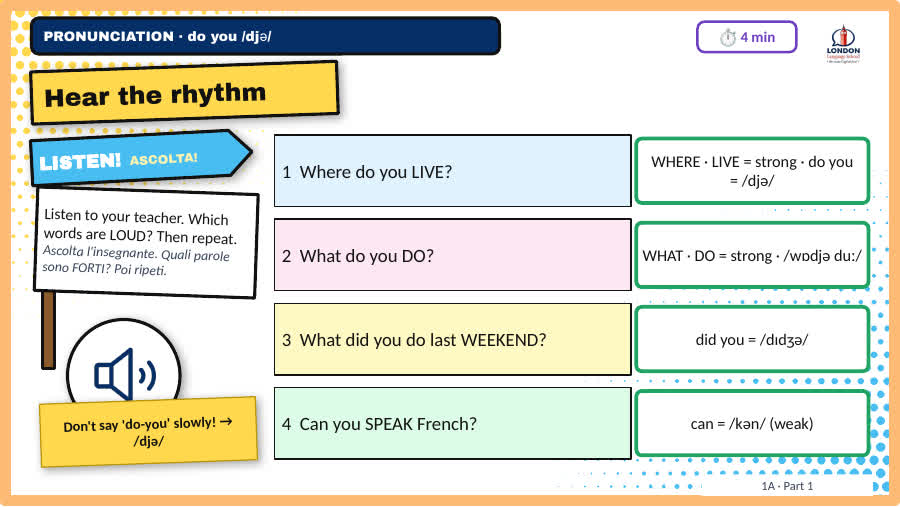 PRONUNCIATION · do you /djə/
4 min
LONDON
Language School
Hear the rhythm
LISTEN! ASCOLTA!
Listen to your teacher. Which
words are LOUD? Then repeat.
Ascolta l'insegnante. Quali parole
sono FORTI? Poi ripeti.
Don't say 'do-you' slowly! →
/djə/
1 Where do you LIVE?
WHERE · LIVE = strong · do you
= /djə/
2 What do you DO?
WHAT · DO = strong · /wɒdjə duː/
3 What did you do last WEEKEND?
did you = /dɪdʒə/
4 Can you SPEAK French?
can = /kən/ (weak)
1A · Part 1